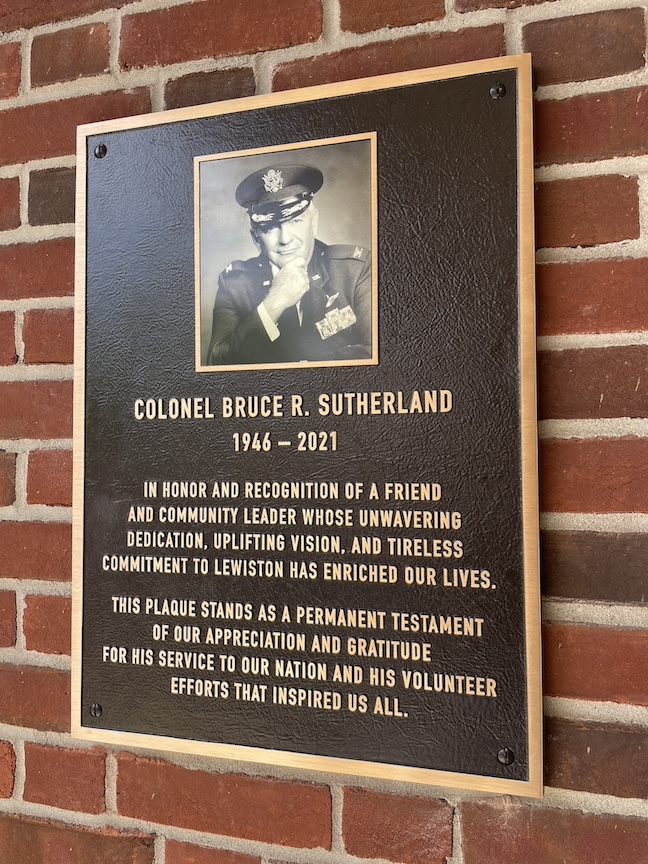 COLONEL BRUCE R. SUTHERLAND
1946 – 2021
IN HONOR AND RECOGNITION OF A FRIEND
AND COMMUNITY LEADER WHOSE UNWAVERING
DEDICATION, UPLIFTING VISION, AND TIRELESS
COMMITMENT TO LEWISTON HAS ENRICHED OUR LIVES.
THIS PLAQUE STANDS AS A PERMANENT TESTAMENT
OF OUR APPRECIATION AND GRATITUDE
FOR HIS SERVICE TO OUR NATION AND HIS VOLUNTEER
EFFORTS THAT INSPIRED US ALL.